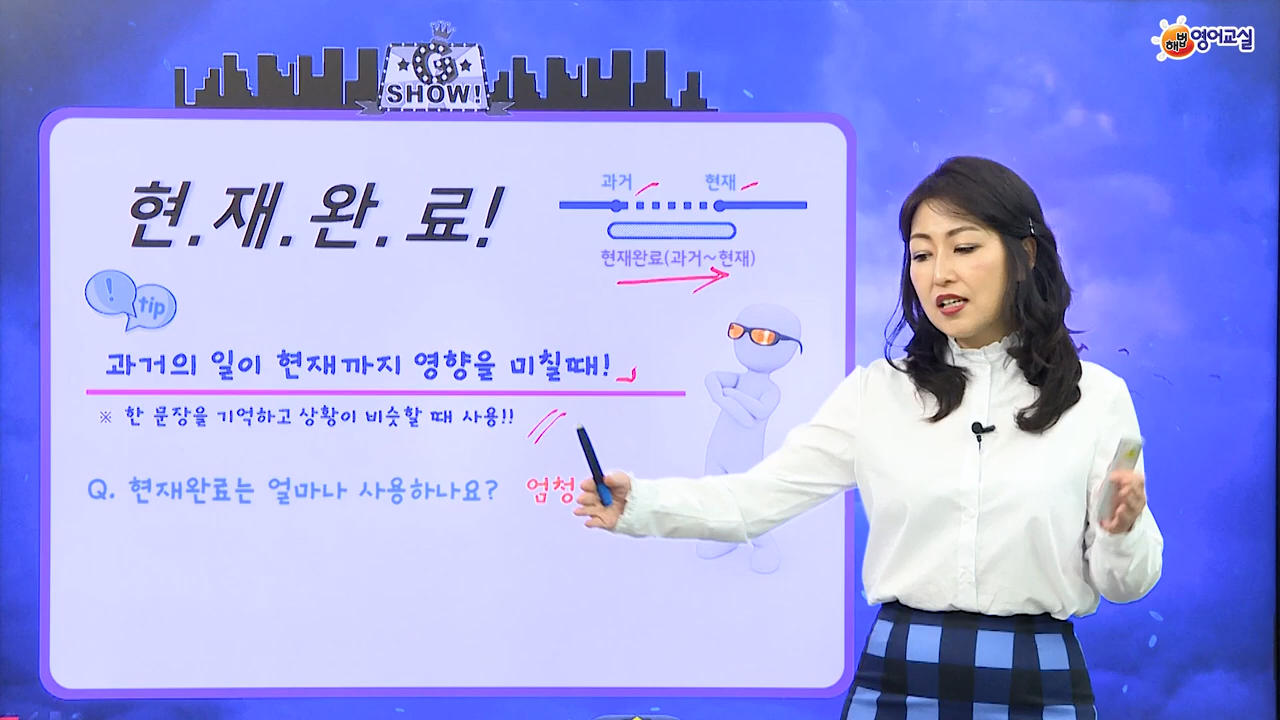 해법 영어교실
G
SHOW!
현.재.완.료!
과거 현재
현재완료(과거~현재)
! tip
과거의 일이 현재까지 영향을 미칠때!
※ 한 문장을 기억하고 상황이 비슷할 때 사용!!
Q. 현재완료는 얼마나 사용하나요? 엄청